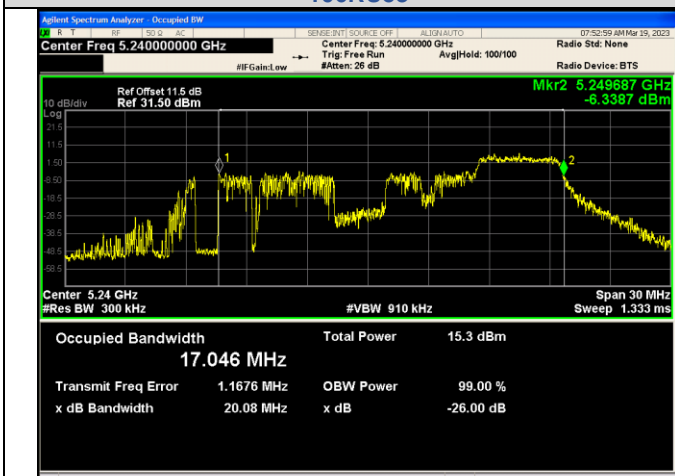 Agilent Spectrum Analyzer - Occupied BW
R T RF 50 Ω AC SENSE:INT SOURCE OFF ALIGN AUTO 07:52:59 AM Mar 19, 2023
Center Freq 5.240000000 GHz Center Freq: 5.240000000 GHz Radio Std: None
Trig: Free Run Avg|Hold: 100/100
#IFGain:Low #Atten: 26 dB Radio Device: BTS
Mkr2 5.249687 GHz
Ref Offset 11.5 dB
10 dB/div Ref 31.50 dBm -6.3387 dBm
Log
21.5
11.5
1.50
-8.50
-18.5
-28.5
-38.5
-48.5
-58.5
1
2
Center 5.24 GHz Span 30 MHz
#Res BW 300 kHz #VBW 910 kHz Sweep 1.333 ms
Occupied Bandwidth Total Power 15.3 dBm
17.046 MHz
Transmit Freq Error 1.1676 MHz OBW Power 99.00 %
x dB Bandwidth 20.08 MHz x dB -26.00 dB